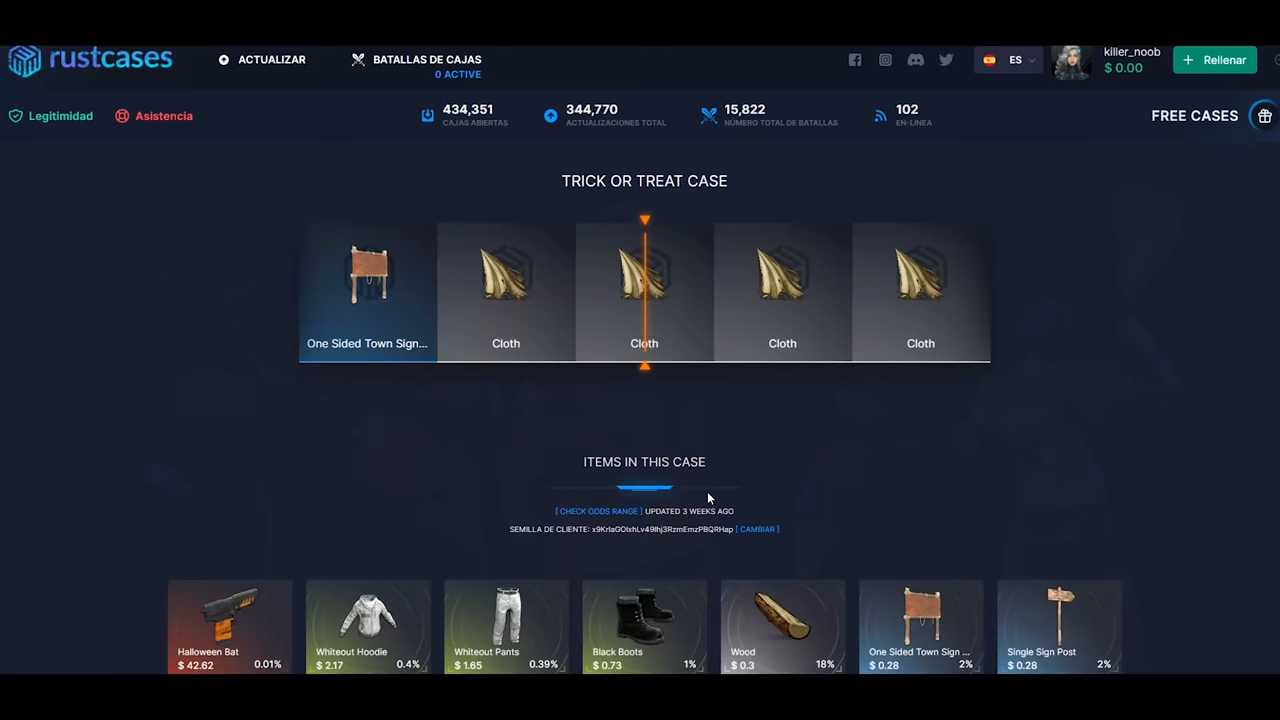 rustcases
ACTUALIZAR
BATALLAS DE CAJAS
0 ACTIVE
ES
killer_noob
$ 0.00
Rellenar
Legitimidad
Asistencia
434,351
CAJAS ABIERTAS
344,770
ACTUALIZACIONES TOTAL
15,822
NÚMERO TOTAL DE BATALLAS
102
EN-LINEA
FREE CASES
TRICK OR TREAT CASE
One Sided Town Sign...
Cloth
Cloth
Cloth
Cloth
ITEMS IN THIS CASE
[ CHECK ODDS RANGE ] UPDATED 3 WEEKS AGO
SEMILLA DE CLIENTE: [ CAMBIAR ]
Halloween Bat
$ 42.62 0.01%
Whiteout Hoodie
$ 2.17 0.4%
Whiteout Pants
$ 1.65 0.39%
Black Boots
$ 0.73 1%
Wood
$ 0.3 18%
One Sided Town Sign ...
$ 0.28 2%
Single Sign Post
$ 0.28 2%